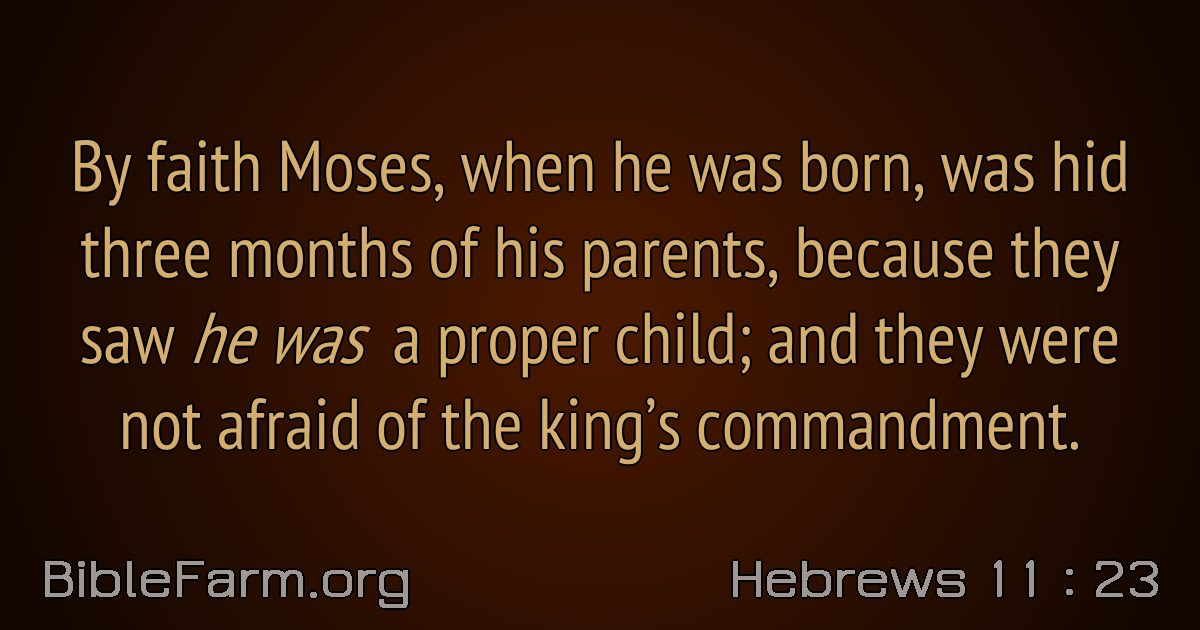 By faith Moses, when he was born, was hid
three months of his parents, because they
saw he was a proper child; and they were
not afraid of the king’s commandment.
BibleFarm.org
Hebrews 11 : 23